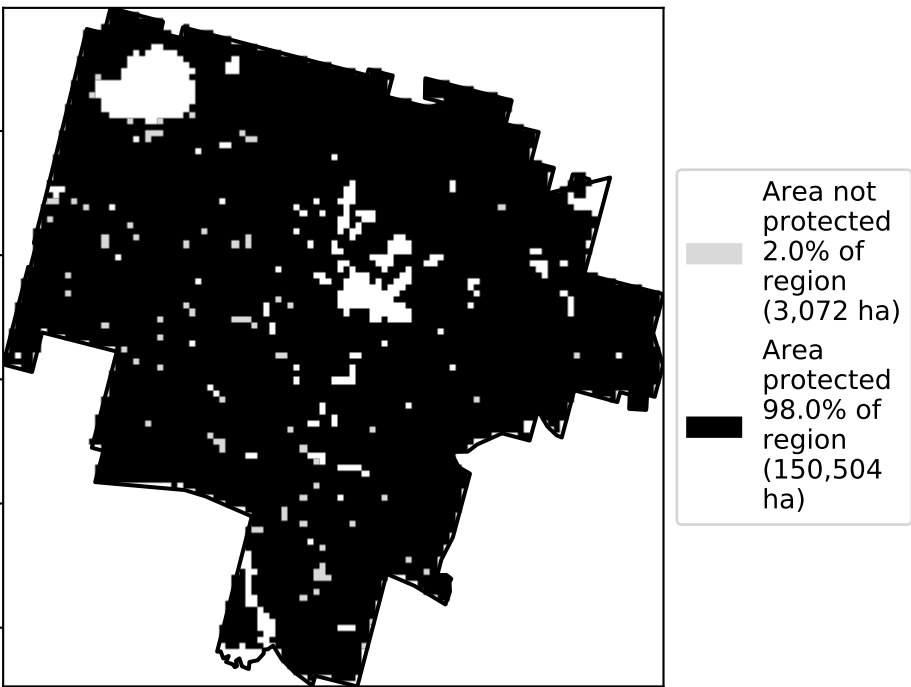 Area not
protected
2.0% of
region
(3,072 ha)
Area
protected
98.0% of
region
(150,504
ha)